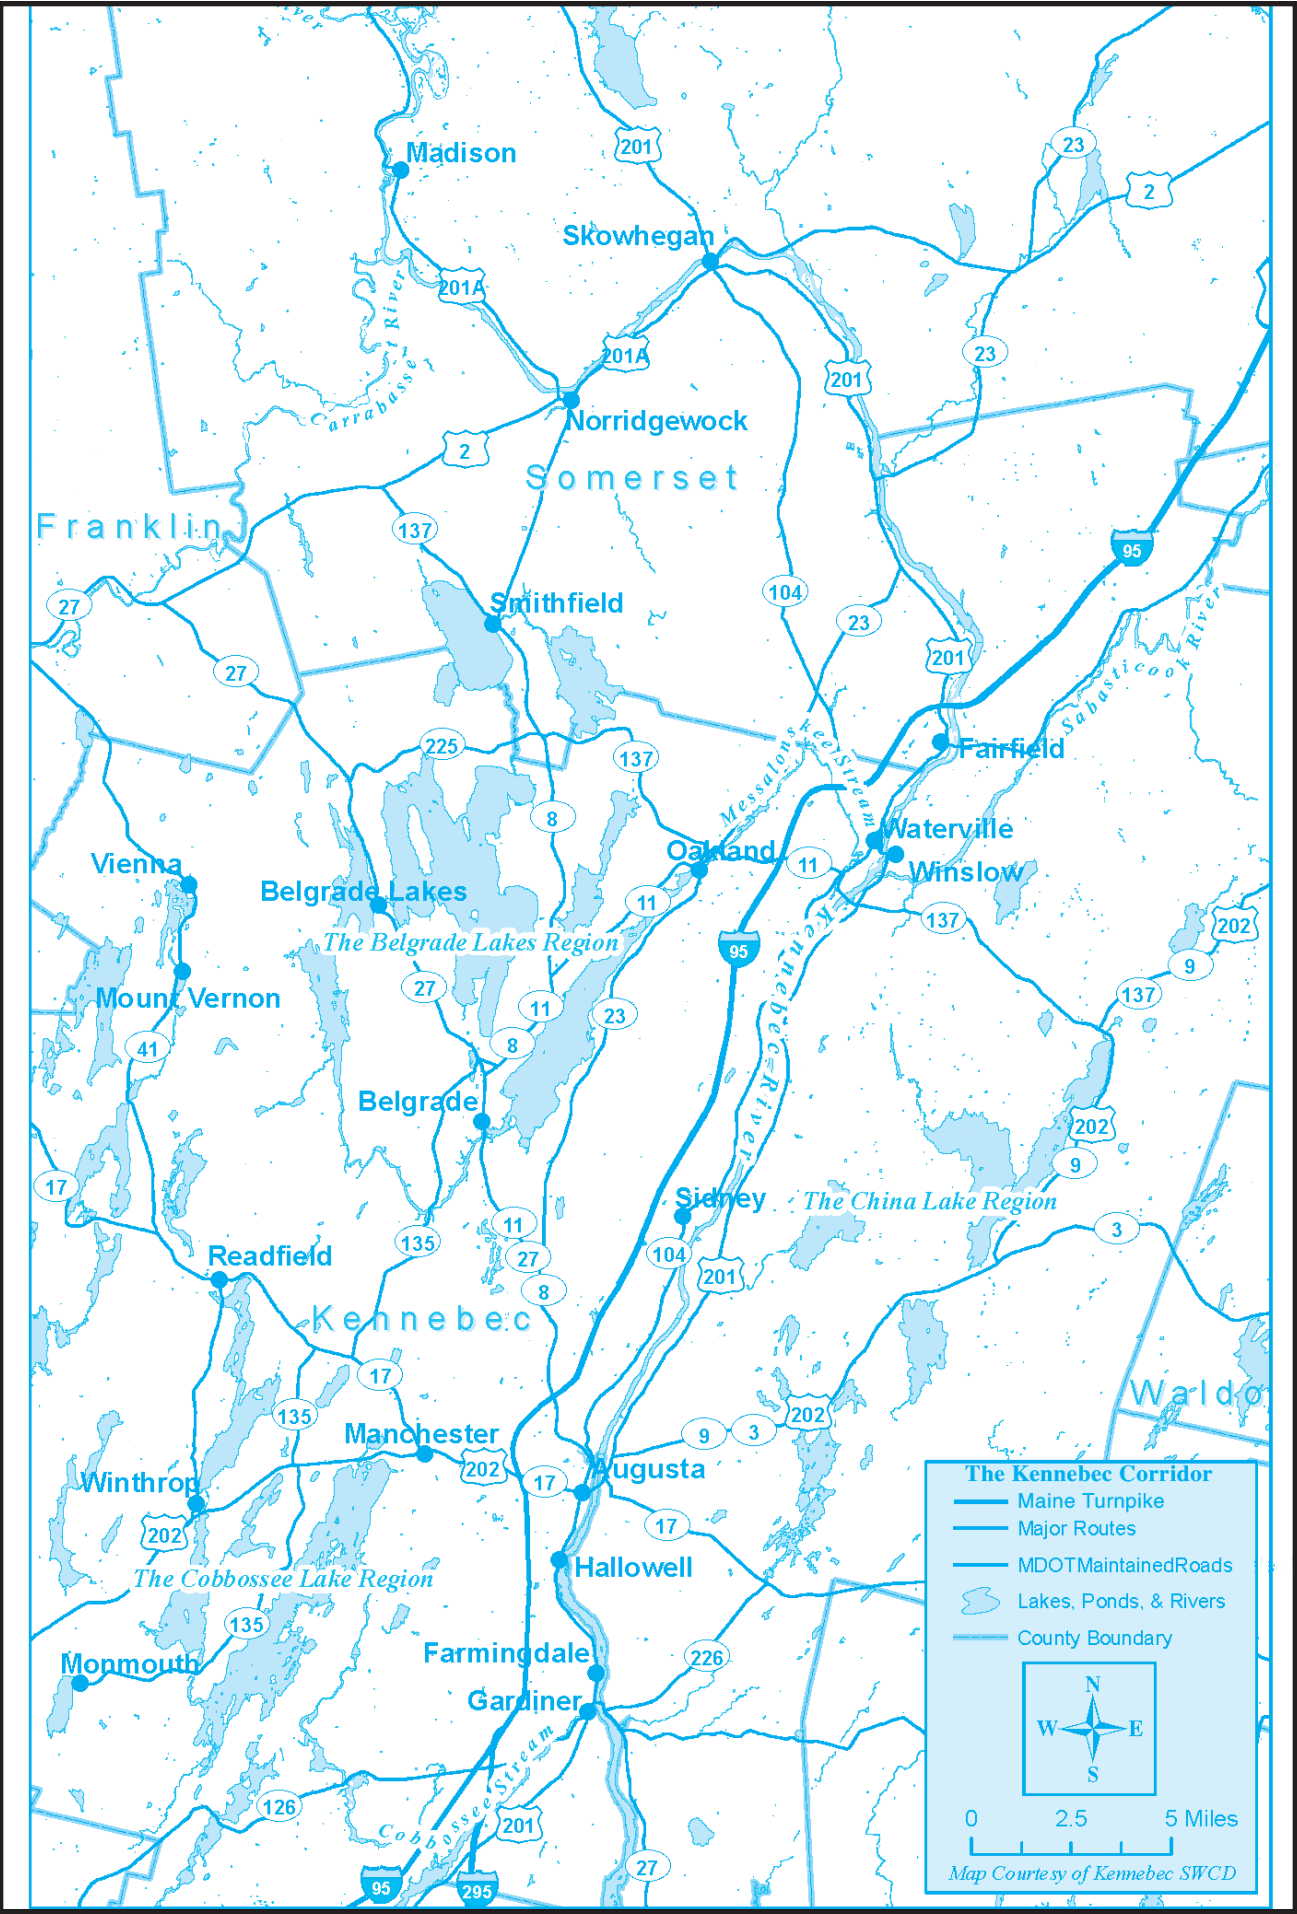 River
Madison
201
23
2
Skowhegan
201A
Carrabasset River
201A
23
201
Norridgewock
2
Somerset
Franklin
137
95
27
Smithfield
104
23
201
27
Sabasticook River
225
137
Messalonskee Stream
Fairfield
8
Waterville
Oakland
11
Winslow
Vienna
Belgrade Lakes
11
137
202
The Belgrade Lakes Region
95
9
Kennebec River
27
137
Mount Vernon
11
23
41
8
Belgrade
202
9
17
Sidney
The China Lake Region
11
3
135
27
104
Readfield
201
8
Kennebec
17
Waldo
135
202
9
3
Manchester
202
Augusta
17
Winthrop
17
202
Hallowell
The Cobbossee Lake Region
135
Farmingdale
226
Monmouth
Gardiner
Cobbossee Stream
126
201
27
95
295
The Kennebec Corridor
Maine Turnpike
Major Routes
MDOTMaintainedRoads
Lakes, Ponds, & Rivers
County Boundary
N
W E
S
0 2.5 5 Miles
Map Courtesy of Kennebec SWCD